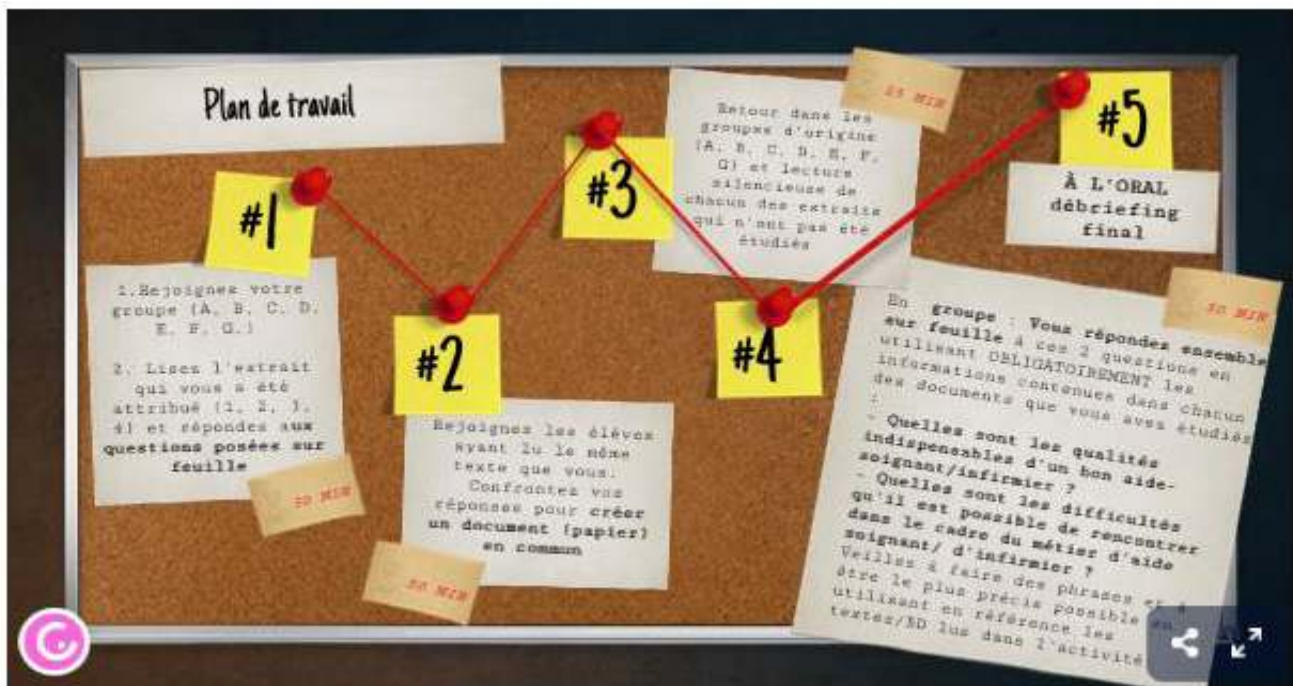 Plan de travail
#1
1.Rejoignez votre
groupe (A, B, C, D,
E, F, G.)
2. Lisez l'extrait
qui vous a été
attribué (1, 2, 3,
4) et répondez aux
questions posées sur
feuille
#2
Rejoignez les élèves
ayant lu le même
texte que vous.
Confrontez vos
réponses pour créer
un document (papier)
en commun
#3
Retour dans les
groupes d'origine
(A, B, C, D, E, F,
G) et lecture
silencieuse de
chacun des extraits
qui n'ont pas été
étudiés
MIN
#4
En groupe : Vous répondez ensemble
sur feuille à ces 2 questions en
utilisant OBLIGATOIREMENT les
informations contenues dans chacun
des documents que vous avez étudiés
:
- Quelles sont les qualités
indispensables d'un bon aide-
soignant/infirmier ?
- Quelles sont les difficultés
qu'il est possible de rencontrer
dans le cadre du métier d'aide
soignant/ d'infirmier ?
Veillez à faire des phrases et à
être le plus précis possible en
utilisant en référence les
textes/BD lus dans l'activité
MIN
#5
À L'ORAL
débriefing
final